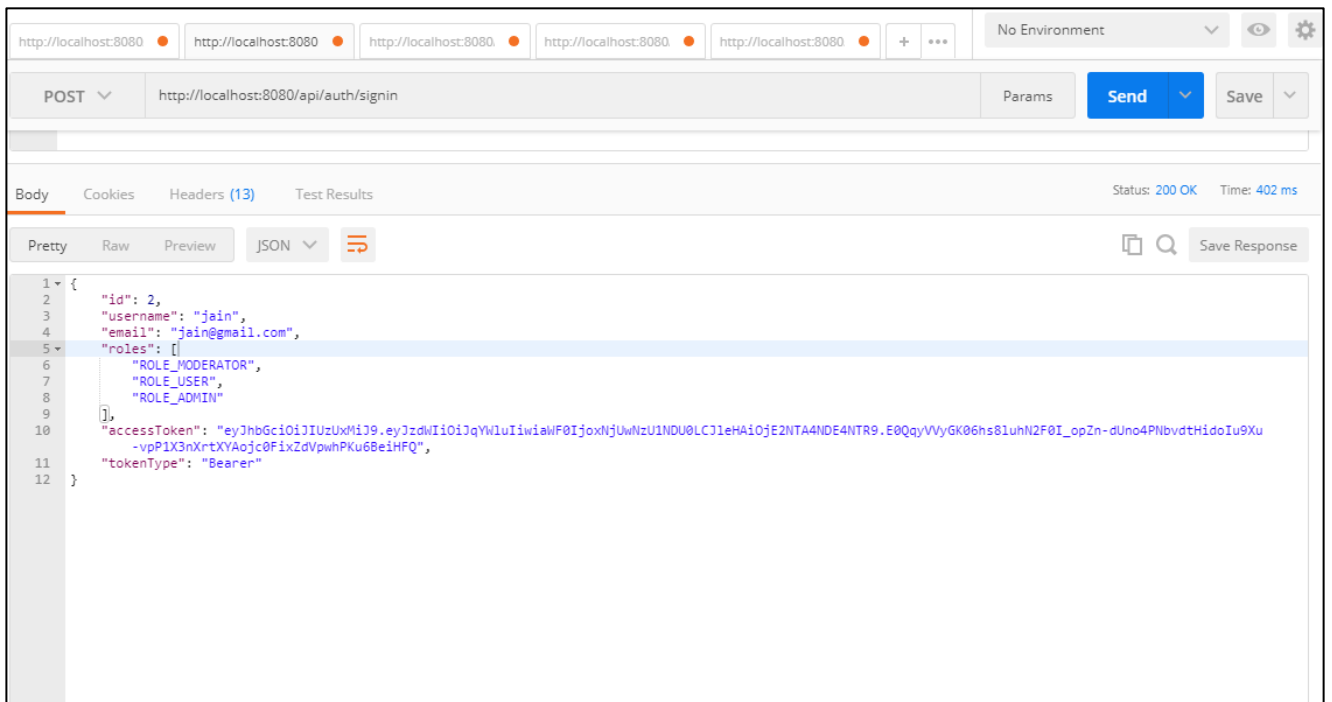 http://localhost:8080 http://localhost:8080 http://localhost:8080. http://localhost:8080. http://localhost:8080 + ••• No Environment
POST http://localhost:8080/api/auth/signin Params Send Save
Body Cookies Headers (13) Test Results Status: 200 OK Time: 402 ms
Pretty Raw Preview JSON Save Response
1 {
2 "id": 2,
3 "username": "jain",
4 "email": "jain@gmail.com",
5 "roles": [
6 "ROLE_MODERATOR",
7 "ROLE_USER",
8 "ROLE_ADMIN"
9 ],
10 "accessToken": "eyJhbGciOiJIUzUxMiJ9.eyJzdWIiOiJqYWluIiwiaWF0IjoxNjUwNzU1NDU0LCJleHAiOjE2NTA4NDE4NTR9.E0QqyVVyGK06hs8luhN2F0I_opZn-dUno4PNbvdtHidoIu9Xu
-vpP1X3nXrtXYAojc0FixZdVpwhPKu6BeiHFQ",
11 "tokenType": "Bearer"
12 }